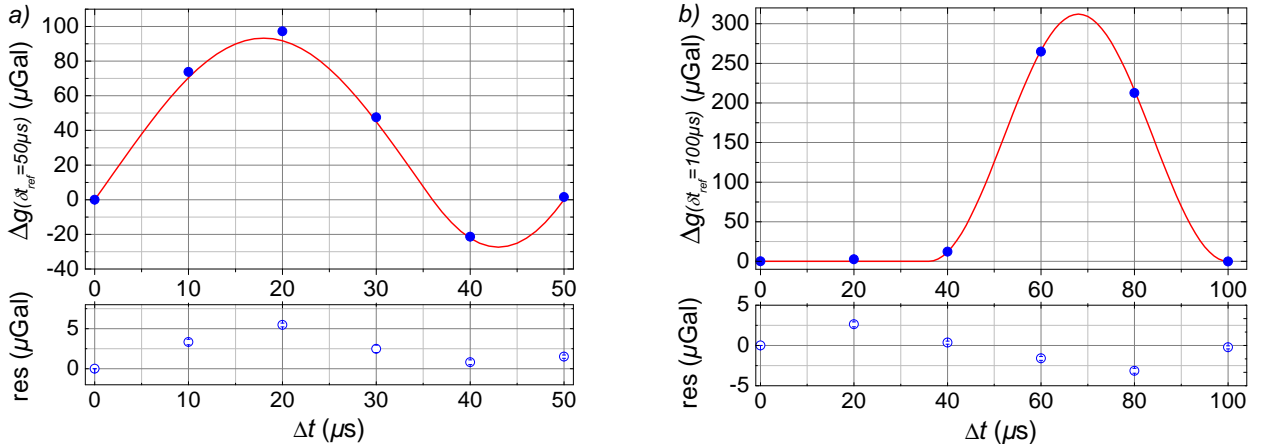 a)
Δg(δt_ref=50µs) (µGal)
100
80
60
40
20
0
-20
-40
0 10 20 30 40 50
res (µGal)
5
0
0 10 20 30 40 50
Δt (µs)
b)
Δg(δt_ref=100µs) (µGal)
300
250
200
150
100
50
0
0 20 40 60 80 100
res (µGal)
5
0
-5
0 20 40 60 80 100
Δt (µs)